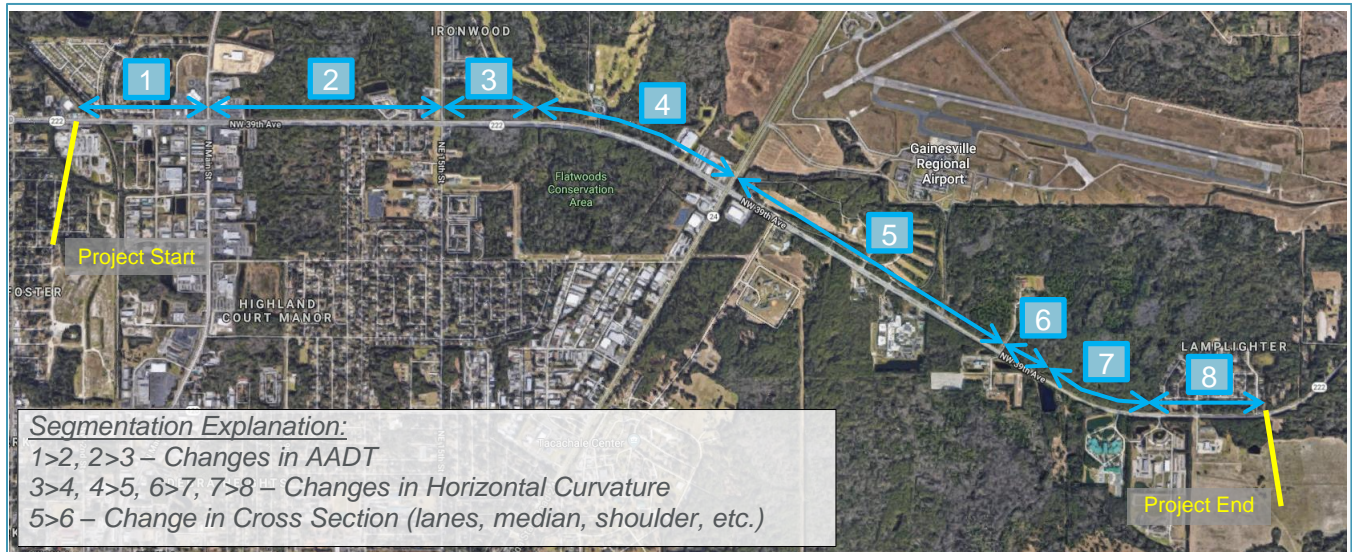 IRONWOOD
1
2
3
4
222
NW 39th Ave
222
N Main St
NE 15th St
Gainesville
Regional
Airport
Flatwoods
Conservation
Area
24
NW 39th Ave
5
Project Start
FOSTER
HIGHLAND
COURT MANOR
6
NW 39th Ave
7
LAMPLIGHTER
8
222
Segmentation Explanation:
1>2, 2>3 – Changes in AADT
3>4, 4>5, 6>7, 7>8 – Changes in Horizontal Curvature
5>6 – Change in Cross Section (lanes, median, shoulder, etc.)
Tacachale Center
Project End